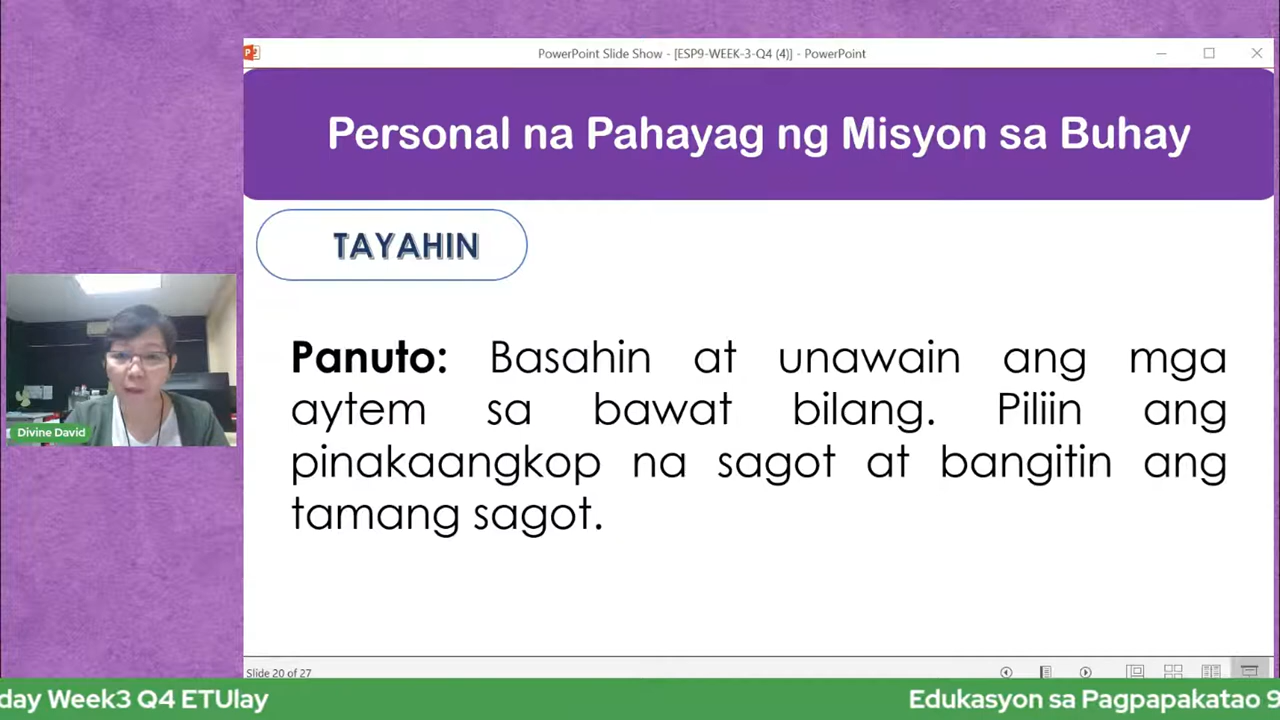 PowerPoint Slide Show - [ESP9-WEEK-3-Q4 (4)] - PowerPoint
Personal na Pahayag ng Misyon sa Buhay
TAYAHIN
Panuto: Basahin at unawain ang mga
aytem sa bawat bilang. Piliin ang
pinakaangkop na sagot at bangitin ang
tamang sagot.
Divine David
Slide 20 of 27
day Week3 Q4 ETUlay
Edukasyon sa Pagpapakatao 9